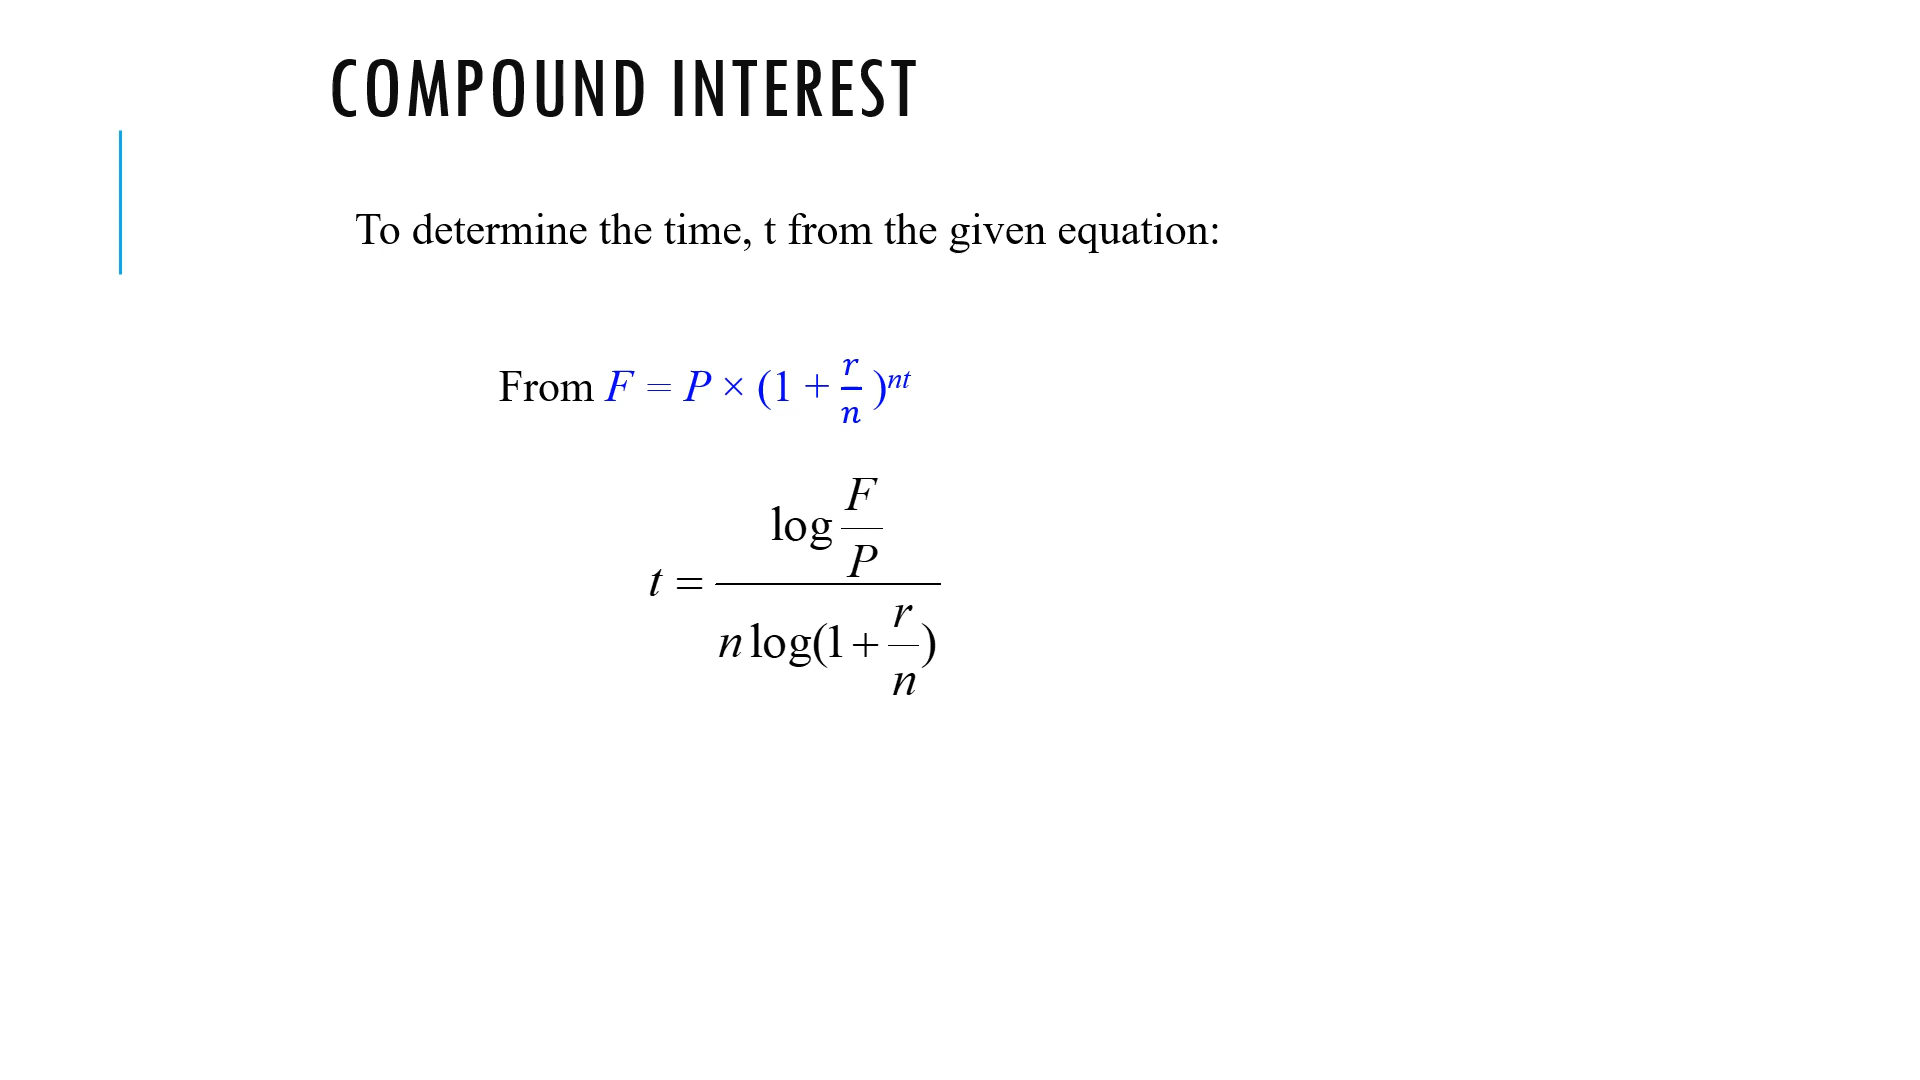 COMPOUND INTEREST
To determine the time, t from the given equation:
From F = P × (1 + r/n )^nt
t = log F/P / n log(1 + r/n)